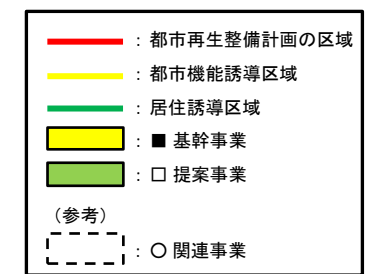 ：都市再生整備計画の区域
：都市機能誘導区域
：居住誘導区域
：■ 基幹事業
：□ 提案事業
（参考）
：○ 関連事業